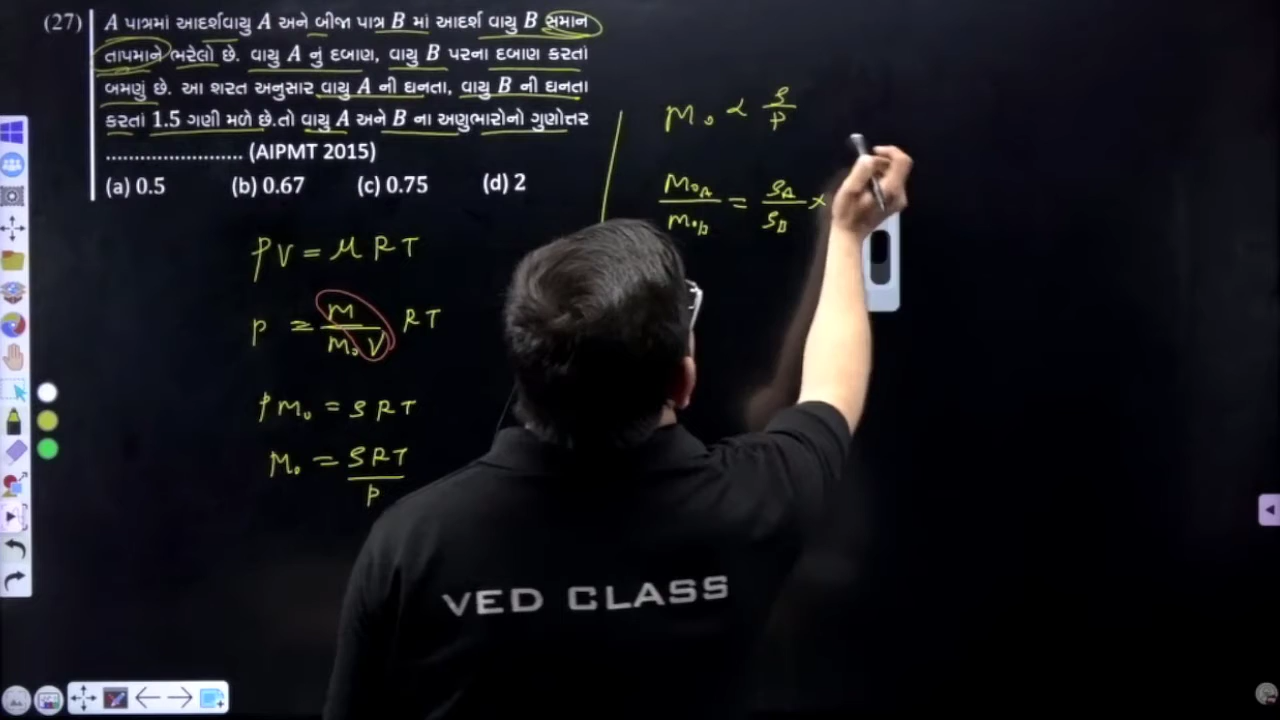 (27) A પાત્રમાં આદર્શવાયુ A અને બીજા પાત્ર B માં આદર્શ વાયુ B સમાન
તાપમાને ભરેલો છે. વાયુ A નું દબાણ, વાયુ B પરના દબાણ કરતાં
બમણું છે. આ શરત અનુસાર વાયુ A ની ઘનતા, વાયુ B ની ઘનતા
કરતાં 1.5 ગણી મળે છે.તો વાયુ A અને B ના અણુભારોનો ગુણોત્તર
........................ (AIPMT 2015)
(a) 0.5 (b) 0.67 (c) 0.75 (d) 2
PV = μRT
P = M / M₀V RT
PM₀ = ρRT
M₀ = ρRT / P
M₀ ∝ ρ / P
M₀A / M₀B = ρA / ρB ×
VED CLASS